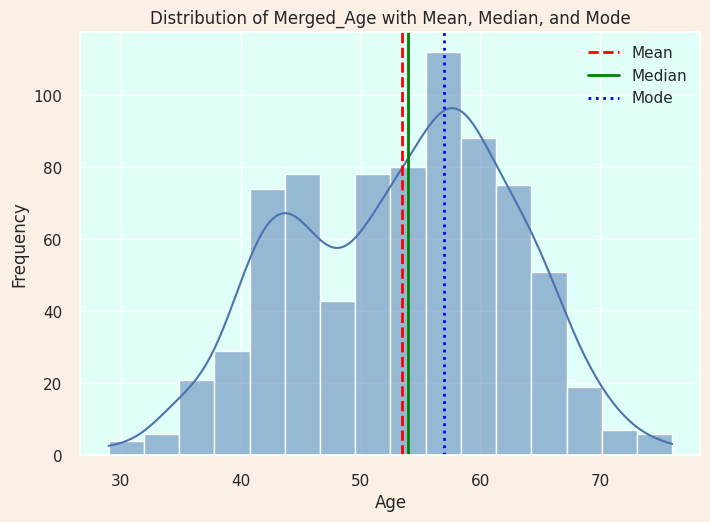 Distribution of Merged_Age with Mean, Median, and Mode
Mean
Median
Mode
Frequency
100
80
60
40
20
0
30 40 50 60 70
Age